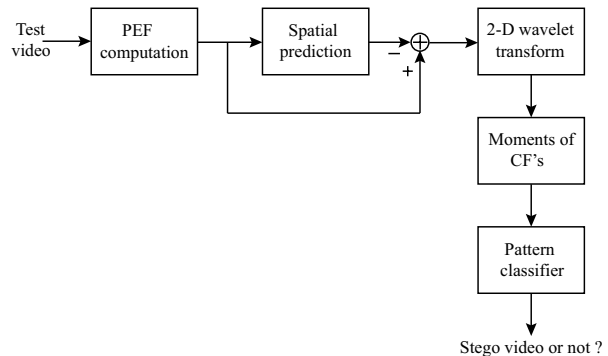 Test
video
PEF
computation
Spatial
prediction
−
+
2-D wavelet
transform
Moments of
CF's
Pattern
classifier
Stego video or not ?